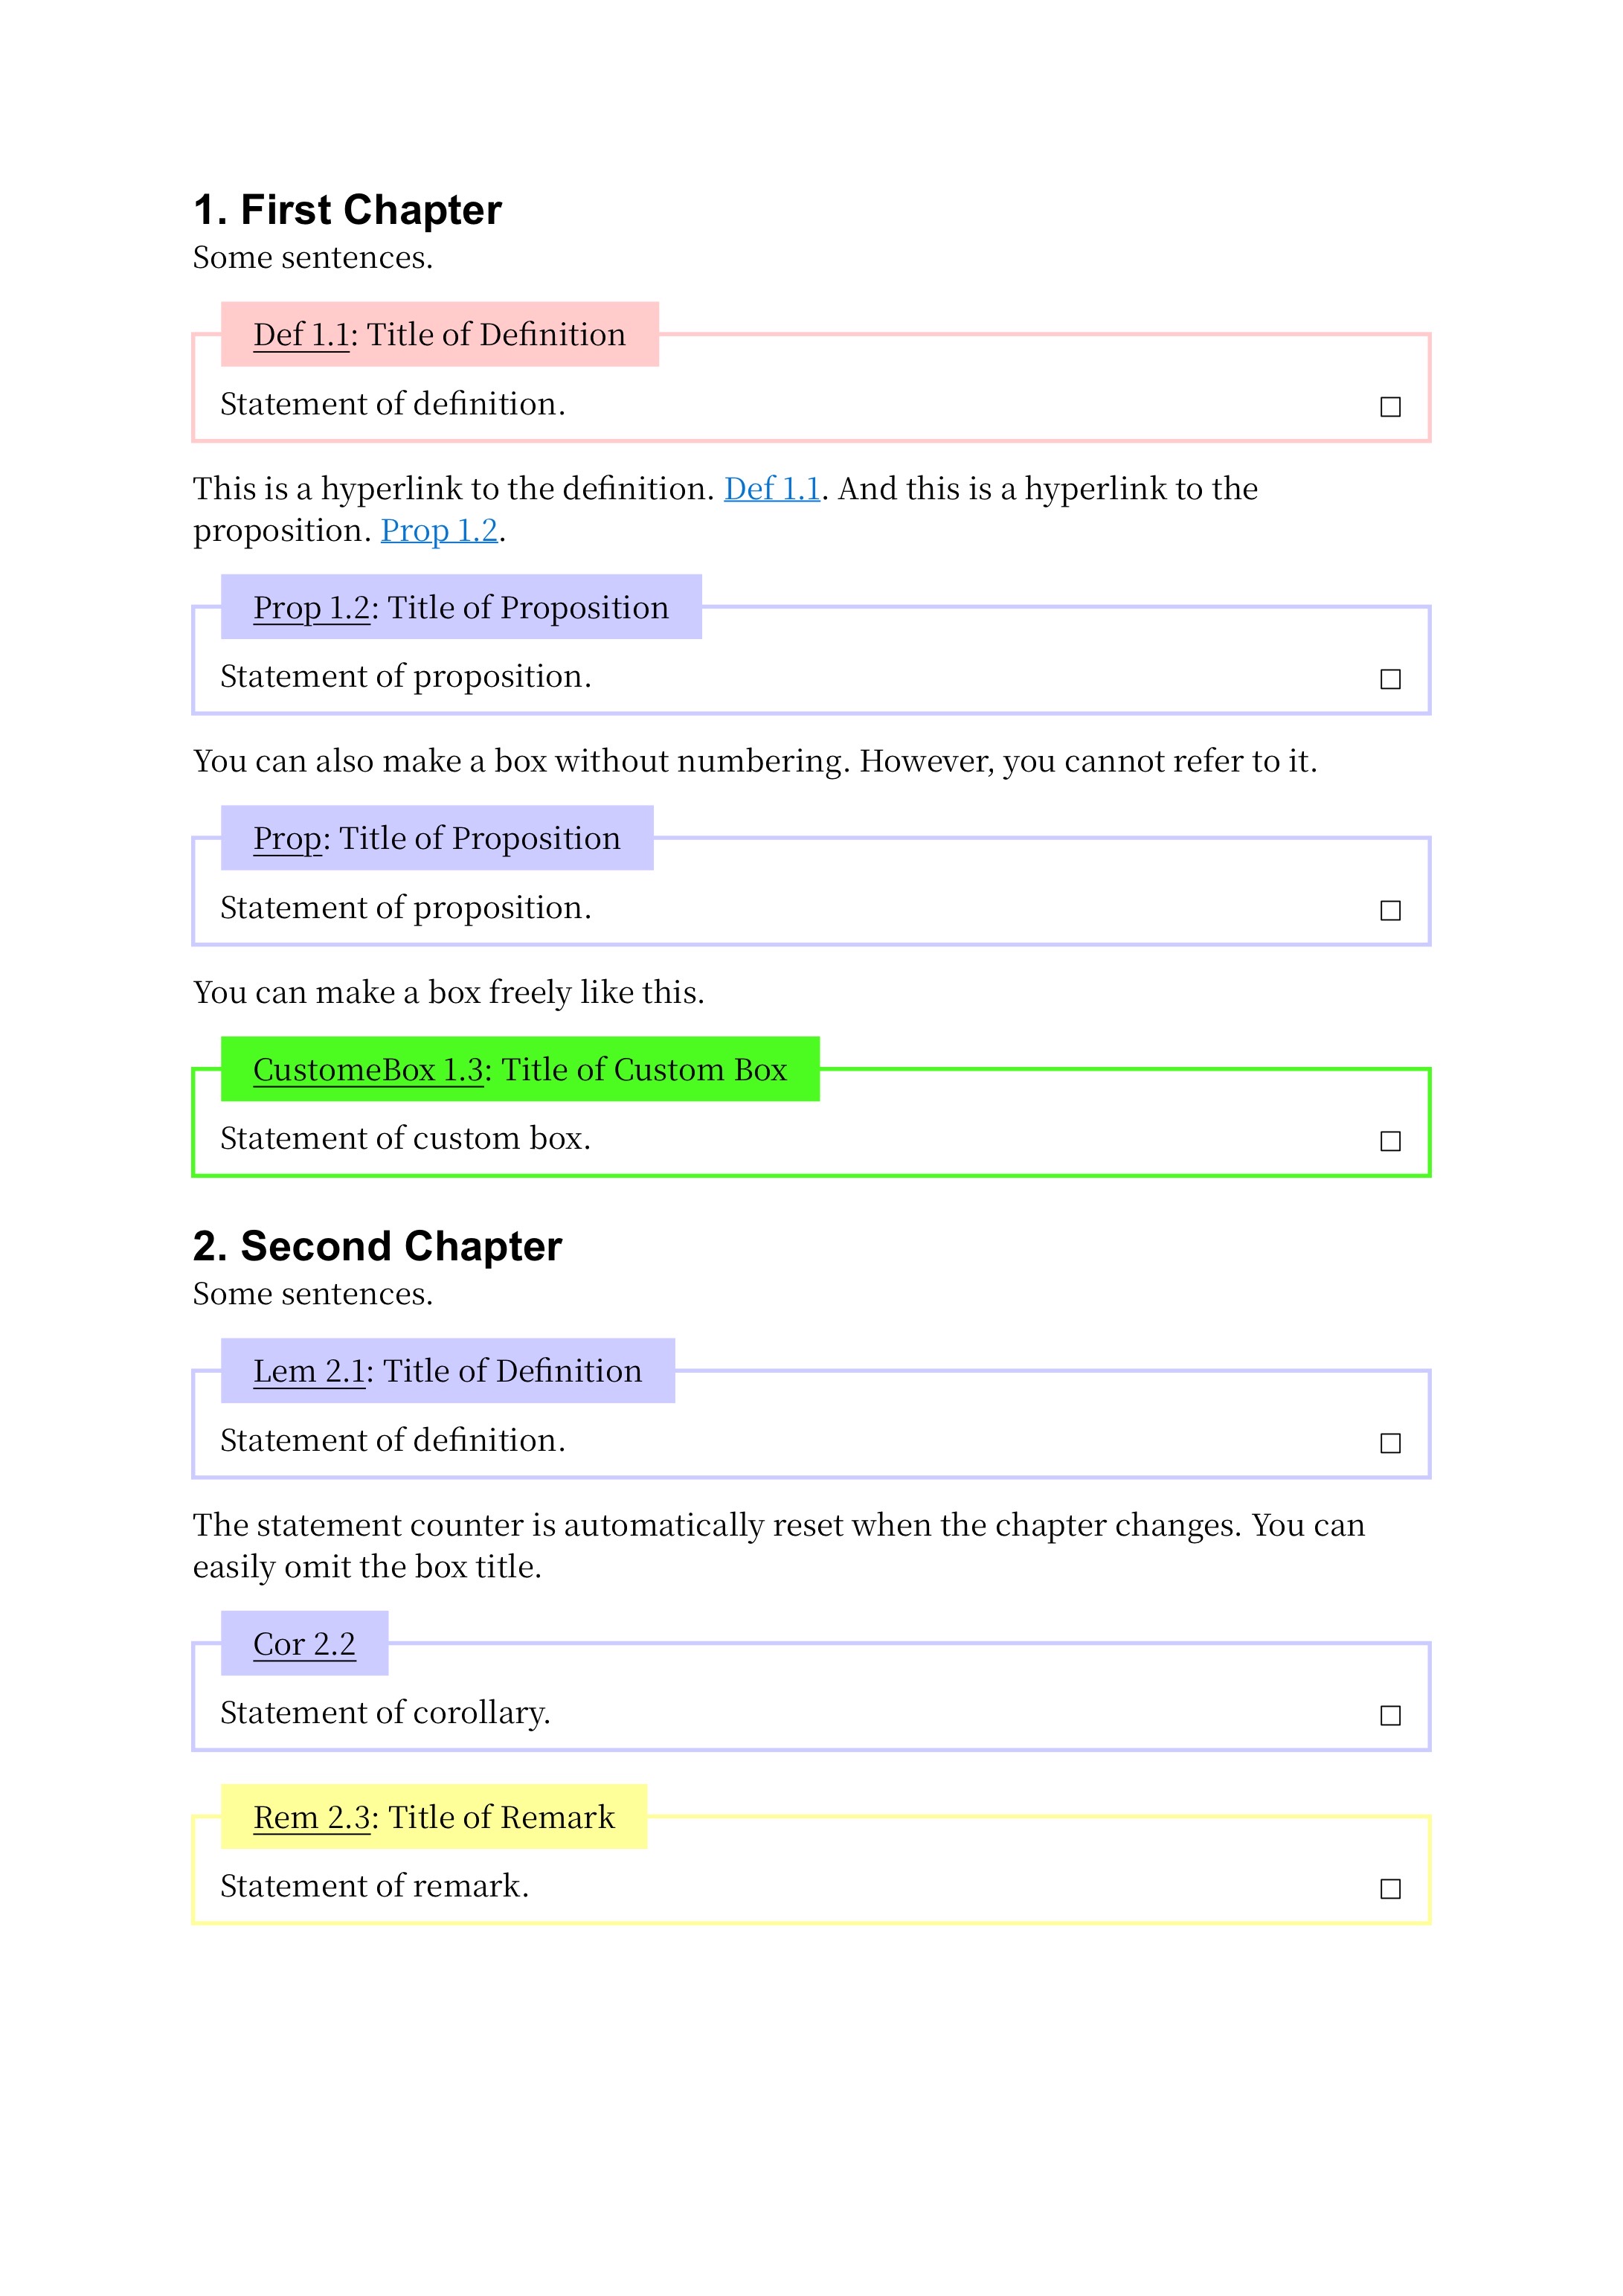 1. First Chapter
Some sentences.
Def 1.1: Title of Definition
Statement of definition. □
This is a hyperlink to the definition. Def 1.1. And this is a hyperlink to the
proposition. Prop 1.2.
Prop 1.2: Title of Proposition
Statement of proposition. □
You can also make a box without numbering. However, you cannot refer to it.
Prop: Title of Proposition
Statement of proposition. □
You can make a box freely like this.
CustomeBox 1.3: Title of Custom Box
Statement of custom box. □
2. Second Chapter
Some sentences.
Lem 2.1: Title of Definition
Statement of definition. □
The statement counter is automatically reset when the chapter changes. You can
easily omit the box title.
Cor 2.2
Statement of corollary. □
Rem 2.3: Title of Remark
Statement of remark. □